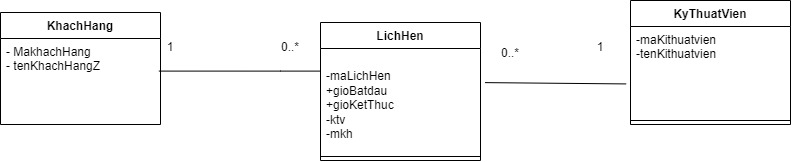 KhachHang
- MakhachHang
- tenKhachHangZ
1
0..*
LichHen
-maLichHen
+gioBatdau
+gioKetThuc
-ktv
-mkh
0..*
1
KyThuatVien
-maKithuatvien
-tenKithuatvien